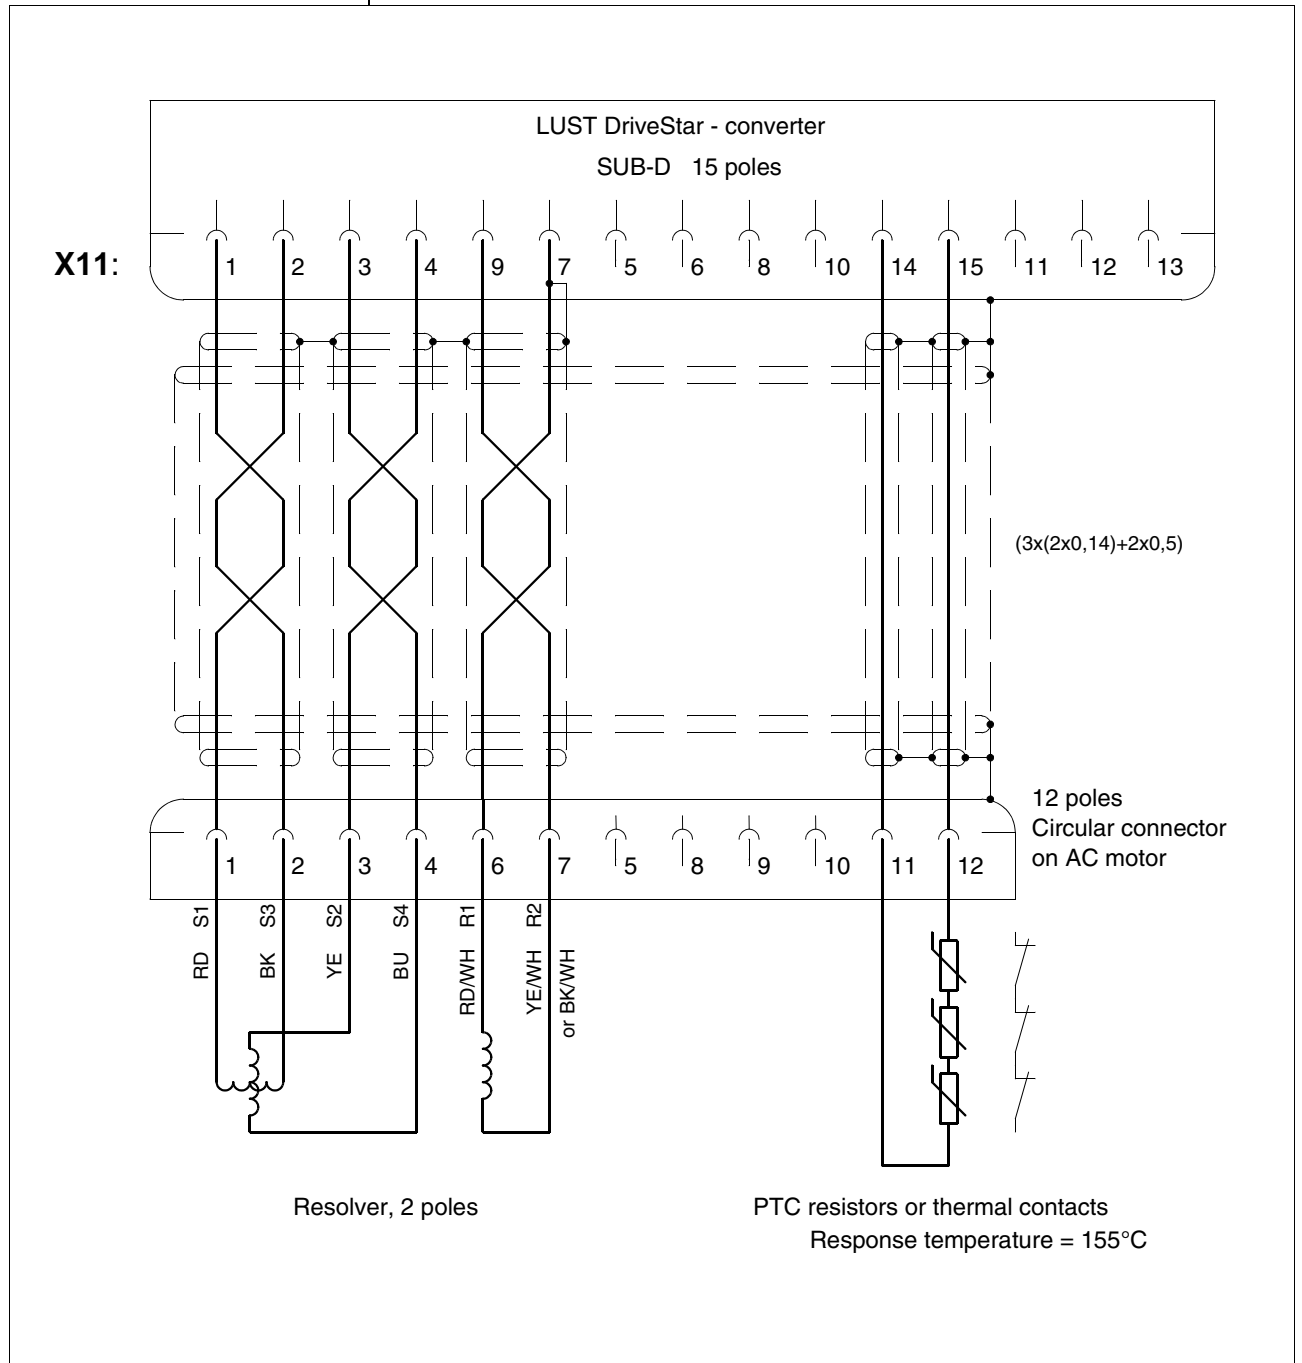 LUST DriveStar - converter
SUB-D 15 poles
X11:
1 2 3 4 9 7 5 6 8 10 14 15 11 12 13
(3x(2x0,14)+2x0,5)
12 poles
Circular connector
on AC motor
1 2 3 4 6 7 5 8 9 10 11 12
S1 S3 S2 S4 R1 R2
RD BK YE BU RD/WH YE/WH
or BK/WH
Resolver, 2 poles
PTC resistors or thermal contacts
Response temperature = 155°C